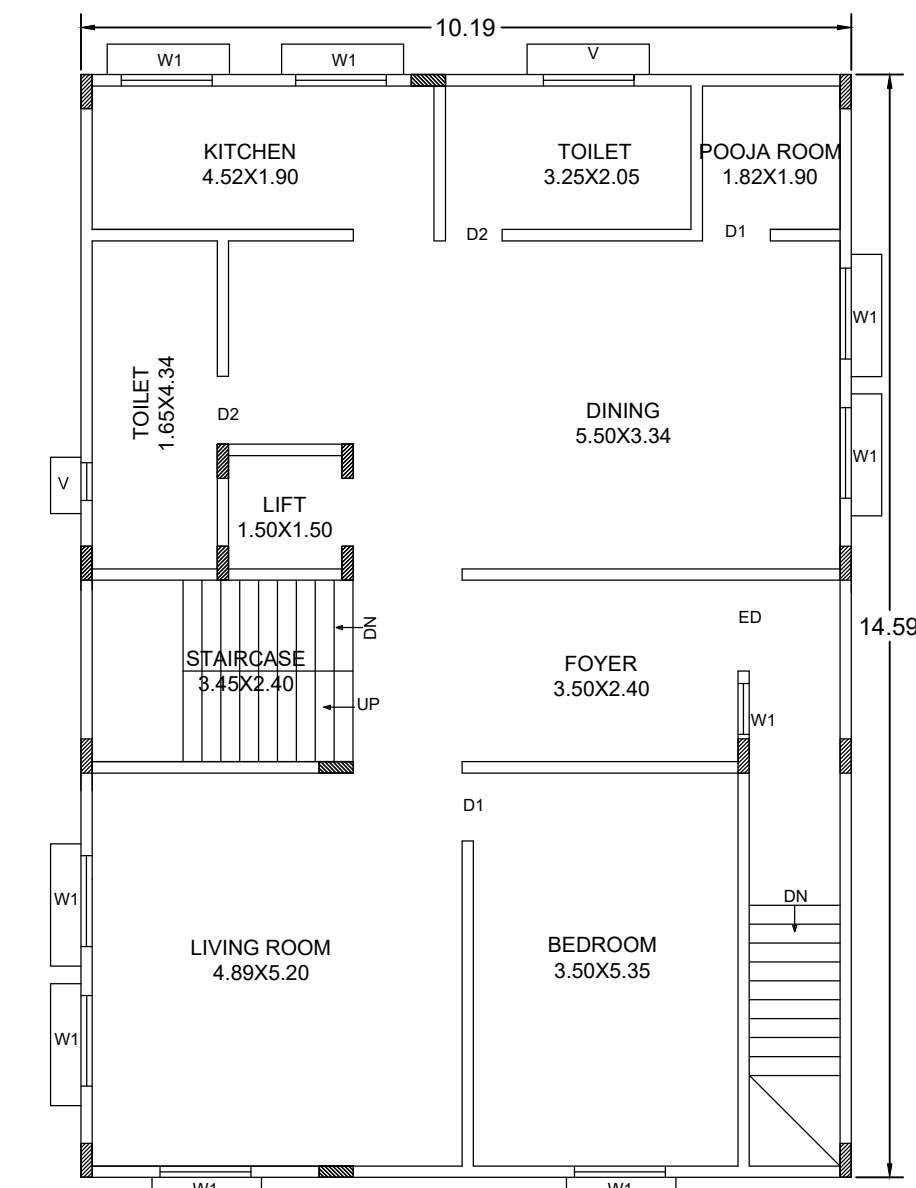 10.19
W1
W1
V
KITCHEN
4.52X1.90
TOILET
3.25X2.05
POOJA ROOM
1.82X1.90
D2
D1
W1
TOILET
1.65X4.34
D2
DINING
5.50X3.34
W1
V
LIFT
1.50X1.50
ED
14.59
DN
STAIRCASE
3.45X2.40
FOYER
3.50X2.40
UP
W1
D1
W1
DN
LIVING ROOM
4.89X5.20
BEDROOM
3.50X5.35
W1
W1
W1